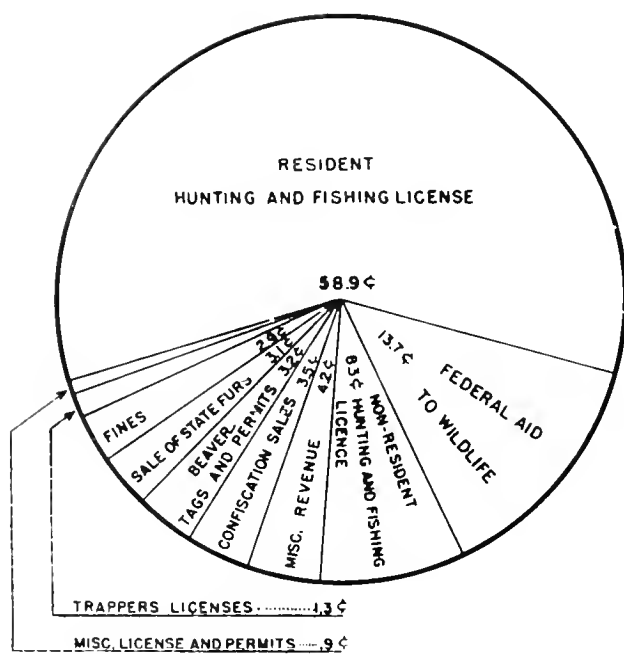 RESIDENT
HUNTING AND FISHING LICENSE
58.9¢
13.7¢
FEDERAL AID
TO WILDLIFE
8.3¢
NON-RESIDENT
HUNTING AND FISHING
LICENCE
4.2¢
MISC. REVENUE
3.5¢
CONFISCATION SALES
3.2¢
BEAVER
TAGS AND PERMITS
3.1¢
SALE OF STATE FURS
2.9¢
FINES
TRAPPERS LICENSES ........... 1.3¢
MISC. LICENSE AND PERMITS ..... .9¢